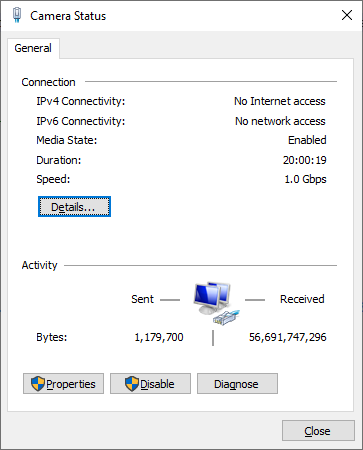 Camera Status
General
Connection
IPv4 Connectivity: No Internet access
IPv6 Connectivity: No network access
Media State: Enabled
Duration: 20:00:19
Speed: 1.0 Gbps
Details...
Activity
Sent Received
Bytes: 1,179,700 56,691,747,296
Properties Disable Diagnose
Close